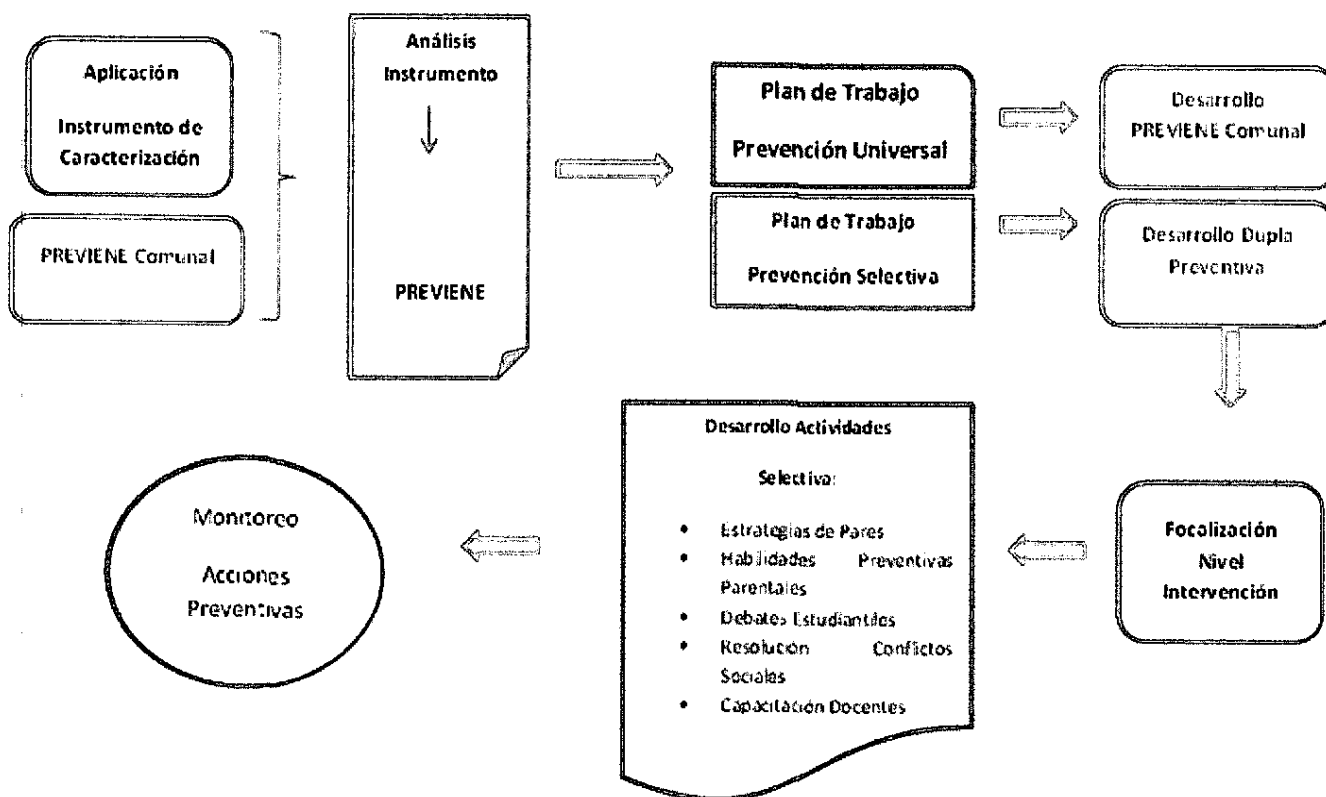 Aplicación
Instrumento de
Caracterización
PREVIENE Comunal
Análisis
Instrumento
PREVIENE
Plan de Trabajo
Prevención Universal
Plan de Trabajo
Prevención Selectiva
Desarrollo
PREVIENE Comunal
Desarrollo Dupla
Preventiva
Focalización
Nivel
Intervención
Desarrollo Actividades
Selectiva:
• Estrategias de Pares
• Habilidades Preventivas
Parentales
• Debates Estudiantiles
• Resolución Conflictos
Sociales
• Capacitación Docentes
Monitoreo
Acciones
Preventivas